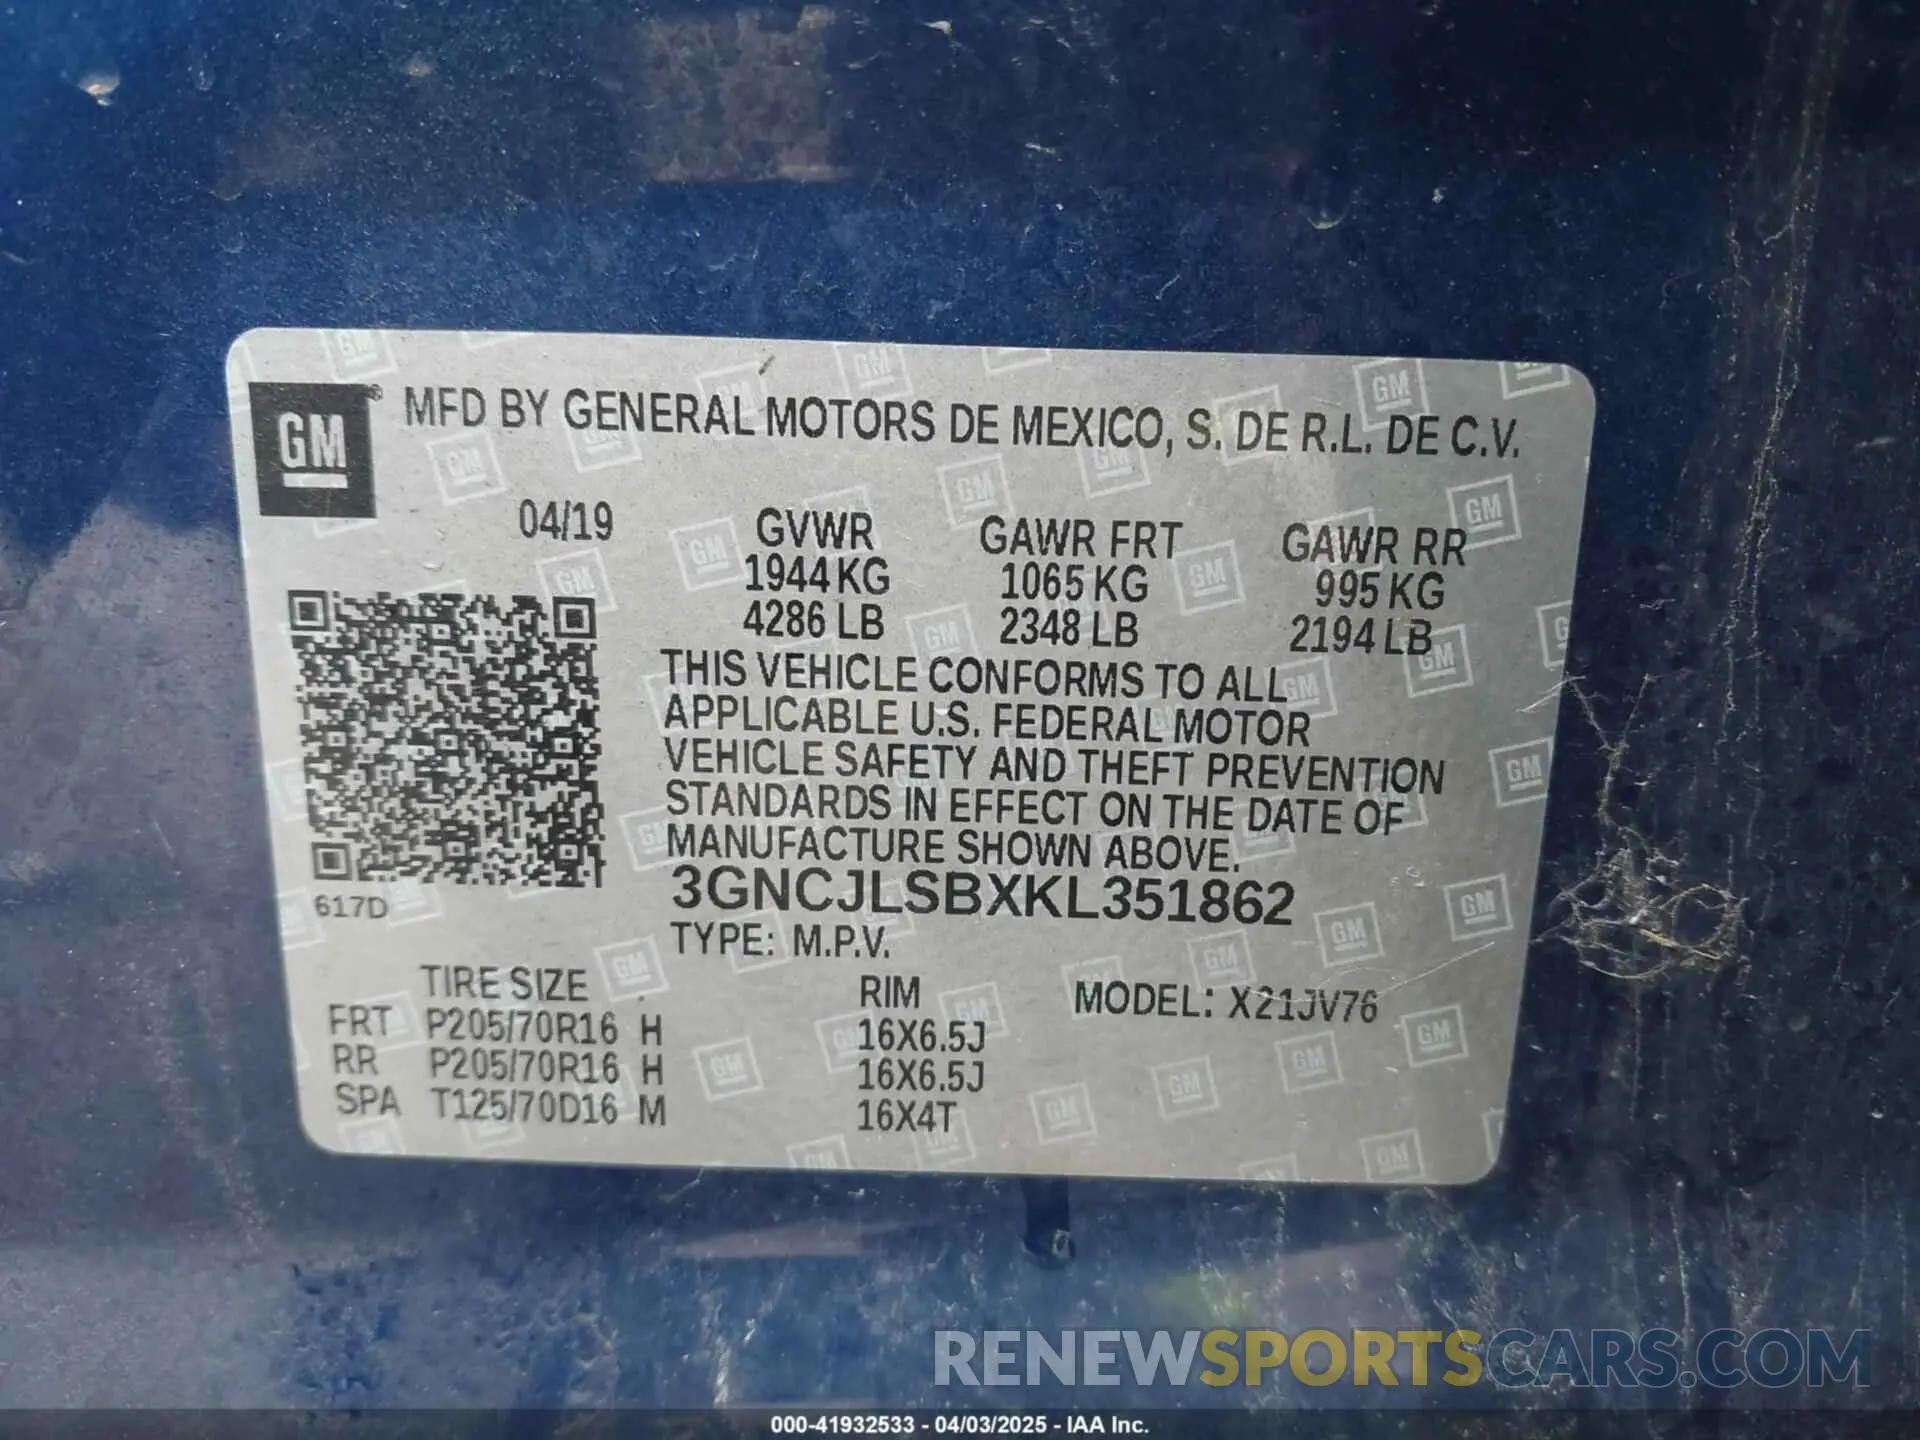 GM ® MFD BY GENERAL MOTORS DE MEXICO, S. DE R.L. DE C.V.
04/19 GVWR GAWR FRT GAWR RR
1944 KG 1065 KG 995 KG
4286 LB 2348 LB 2194 LB
THIS VEHICLE CONFORMS TO ALL
APPLICABLE U.S. FEDERAL MOTOR
VEHICLE SAFETY AND THEFT PREVENTION
STANDARDS IN EFFECT ON THE DATE OF
MANUFACTURE SHOWN ABOVE.
617D 3GNCJLSBXKL351862
TYPE: M.P.V.
TIRE SIZE RIM MODEL: X21JV76
FRT P205/70R16 H 16X6.5J
RR P205/70R16 H 16X6.5J
SPA T125/70D16 M 16X4T
RENEWSPORTSCARS.COM
000-41932533 - 04/03/2025 - IAA Inc.